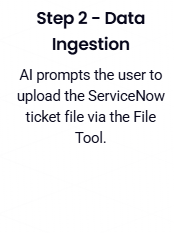 Step 2 - Data
Ingestion
AI prompts the user to
upload the ServiceNow
ticket file via the File
Tool.